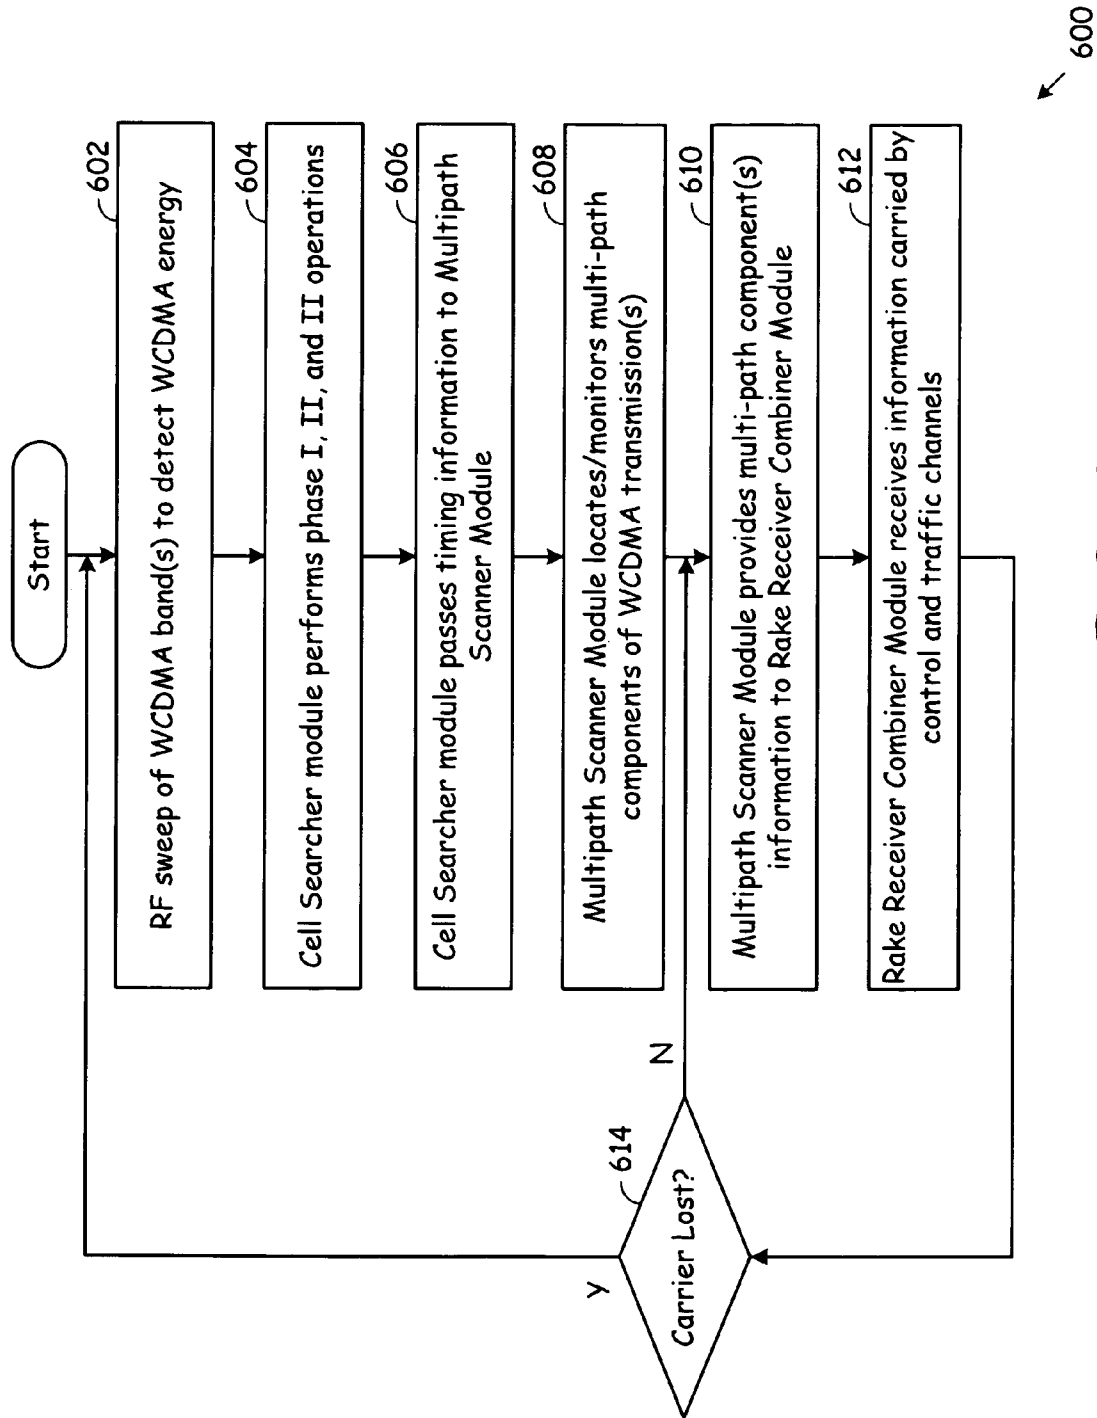 Start
602
RF sweep of WCDMA band(s) to detect WCDMA energy
604
Cell Searcher module performs phase I, II, and II operations
606
Cell Searcher module passes timing information to Multipath
Scanner Module
608
Multipath Scanner Module locates/monitors multi-path
components of WCDMA transmission(s)
610
Multipath Scanner Module provides multi-path component(s)
information to Rake Receiver Combiner Module
612
Rake Receiver Combiner Module receives information carried by
control and traffic channels
614
Carrier Lost?
Y
N
600